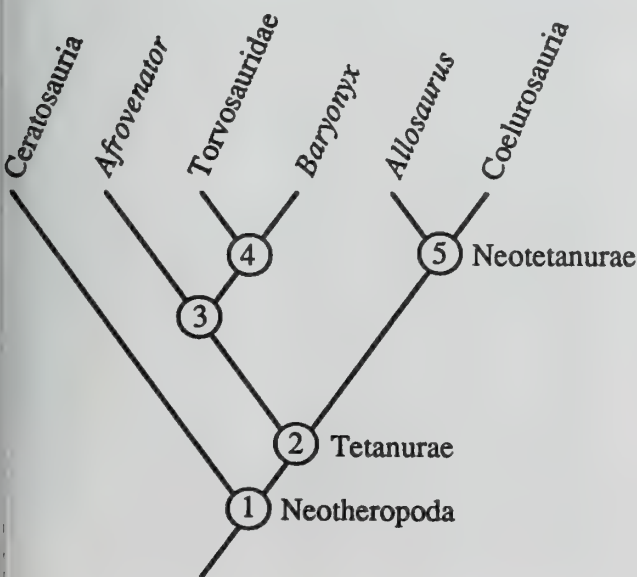 Ceratosauria
Afrovenator
Torvosauridae
Baryonyx
Allosaurus
Coelurosauria
4
5 Neotetanurae
3
2 Tetanurae
1 Neotheropoda